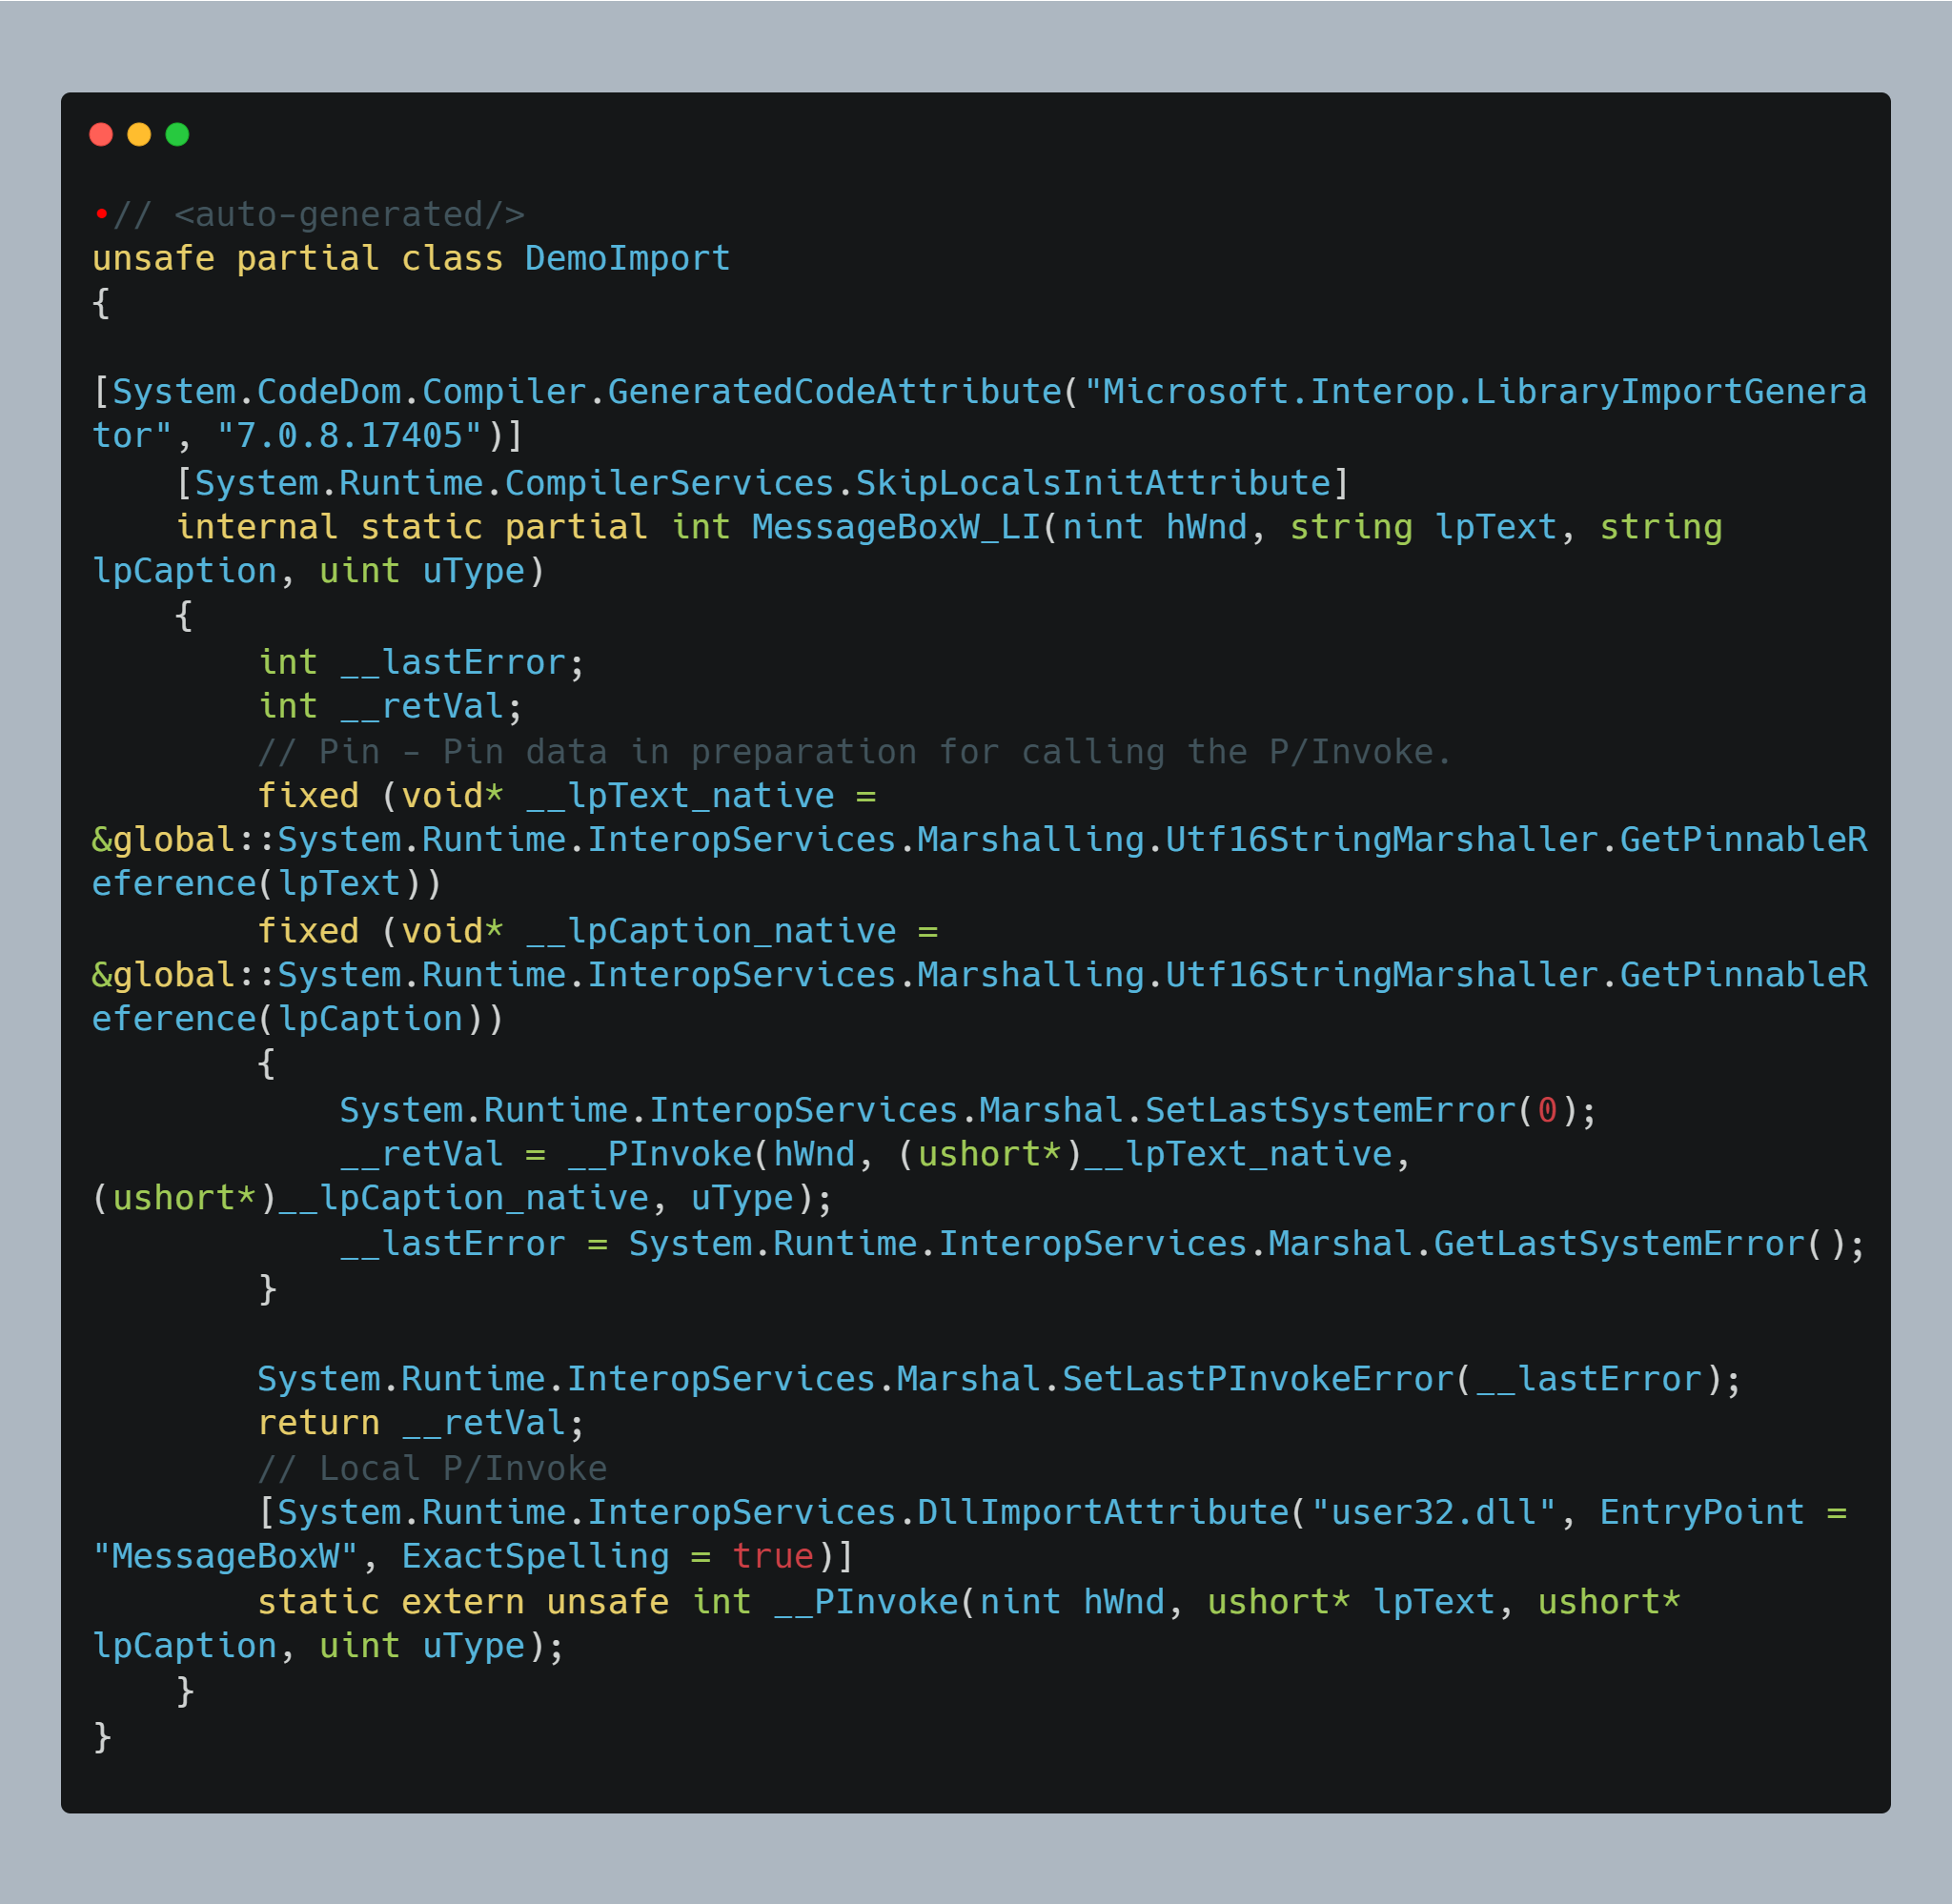 •// <auto-generated/>
unsafe partial class DemoImport
{
[System.CodeDom.Compiler.GeneratedCodeAttribute("Microsoft.Interop.LibraryImportGenera
tor", "7.0.8.17405")]
    [System.Runtime.CompilerServices.SkipLocalsInitAttribute]
    internal static partial int MessageBoxW_LI(nint hWnd, string lpText, string
lpCaption, uint uType)
    {
        int __lastError;
        int __retVal;
        // Pin - Pin data in preparation for calling the P/Invoke.
        fixed (void* __lpText_native =
&global::System.Runtime.InteropServices.Marshalling.Utf16StringMarshaller.GetPinnableR
eference(lpText))
        fixed (void* __lpCaption_native =
&global::System.Runtime.InteropServices.Marshalling.Utf16StringMarshaller.GetPinnableR
eference(lpCaption))
        {
            System.Runtime.InteropServices.Marshal.SetLastSystemError(0);
            __retVal = __PInvoke(hWnd, (ushort*)__lpText_native,
(ushort*)__lpCaption_native, uType);
            __lastError = System.Runtime.InteropServices.Marshal.GetLastSystemError();
        }
        System.Runtime.InteropServices.Marshal.SetLastPInvokeError(__lastError);
        return __retVal;
        // Local P/Invoke
        [System.Runtime.InteropServices.DllImportAttribute("user32.dll", EntryPoint =
"MessageBoxW", ExactSpelling = true)]
        static extern unsafe int __PInvoke(nint hWnd, ushort* lpText, ushort*
lpCaption, uint uType);
    }
}